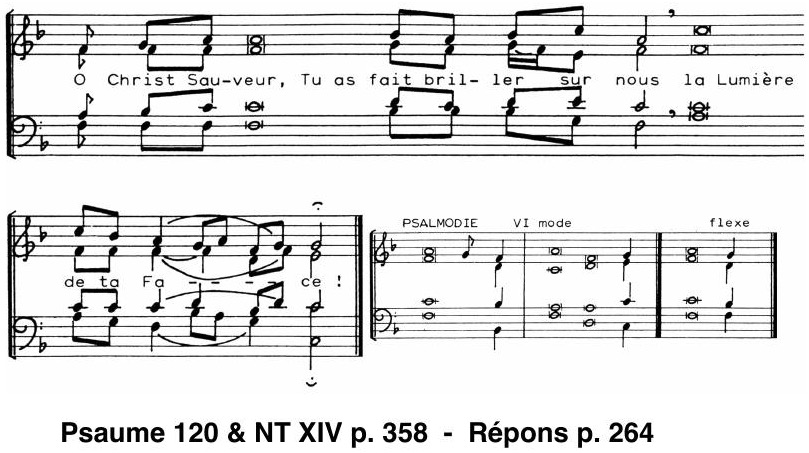 O Christ Sau-veur, Tu as fait bril- ler sur nous la Lumière
de ta Fa - - - - ce !
PSALMODIE VI mode flexe
Psaume 120 & NT XIV p. 358 - Répons p. 264